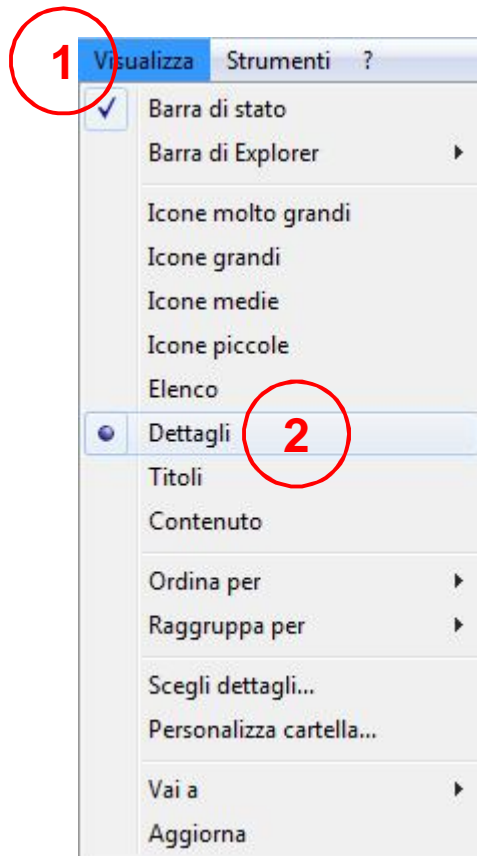 1 Visualizza Strumenti ?
Barra di stato
Barra di Explorer
Icone molto grandi
Icone grandi
Icone medie
Icone piccole
Elenco
Dettagli 2
Titoli
Contenuto
Ordina per
Raggruppa per
Scegli dettagli...
Personalizza cartella...
Vai a
Aggiorna